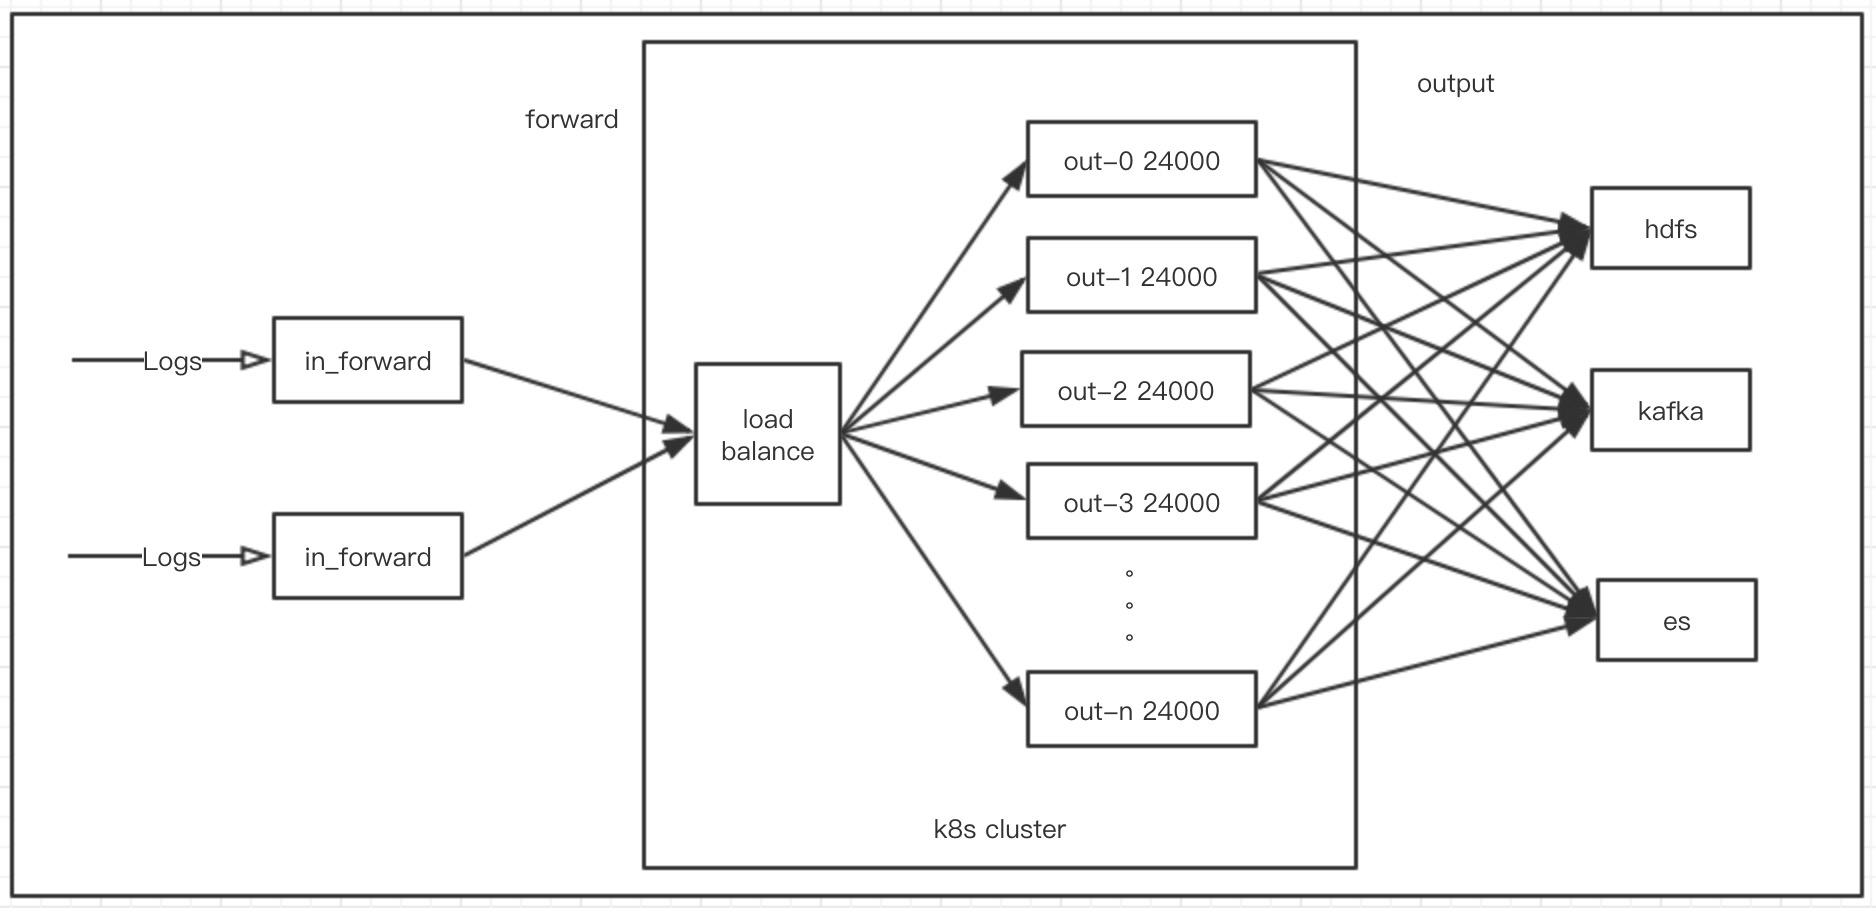 forward
output
Logs
in_forward
Logs
in_forward
load
balance
out-0 24000
out-1 24000
out-2 24000
out-3 24000
out-n 24000
k8s cluster
hdfs
kafka
es